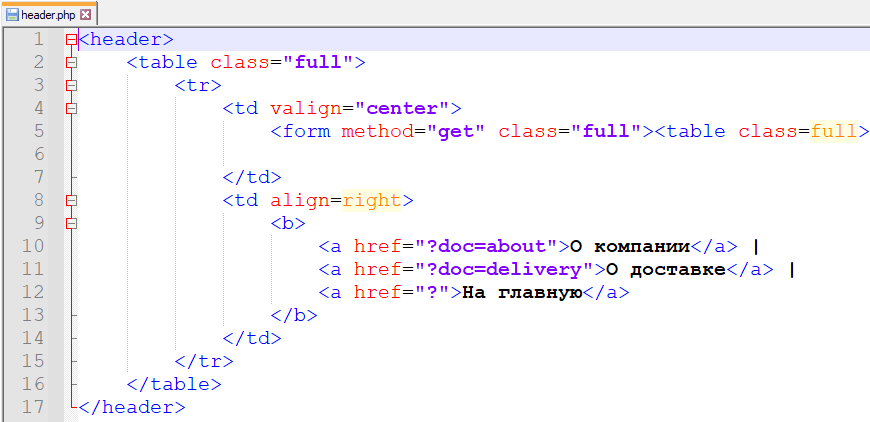 header.php
1 <header>
2 <table class="full">
3 <tr>
4 <td valign="center">
5 <form method="get" class="full"><table class=full>
6
7 </td>
8 <td align=right>
9 <b>
10 <a href="?doc=about">О компании</a> |
11 <a href="?doc=delivery">О доставке</a> |
12 <a href="?">На главную</a>
13 </b>
14 </td>
15 </tr>
16 </table>
17 </header>